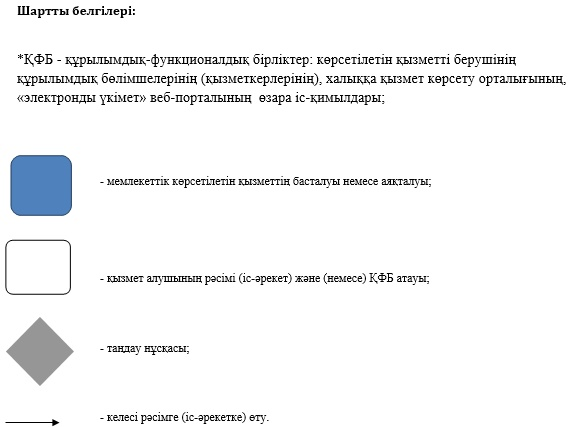 Шартты белгілері:
*ҚФБ - құрылымдық-функционалдық бірліктер: көрсетілетін қызметті берушінің
құрылымдық бөлімшелерінің (қызметкерлерінің), халыққа қызмет көрсету орталығының,
«электронды үкімет» веб-порталының өзара іс-қимылдары;
- мемлекеттік көрсетілетін қызметтің басталуы немесе аяқталуы;
- қызмет алушының рәсімі (іс-әрекет) және (немесе) ҚФБ атауы;
- таңдау нұсқасы;
- келесі рәсімге (іс-әрекетке) өту.